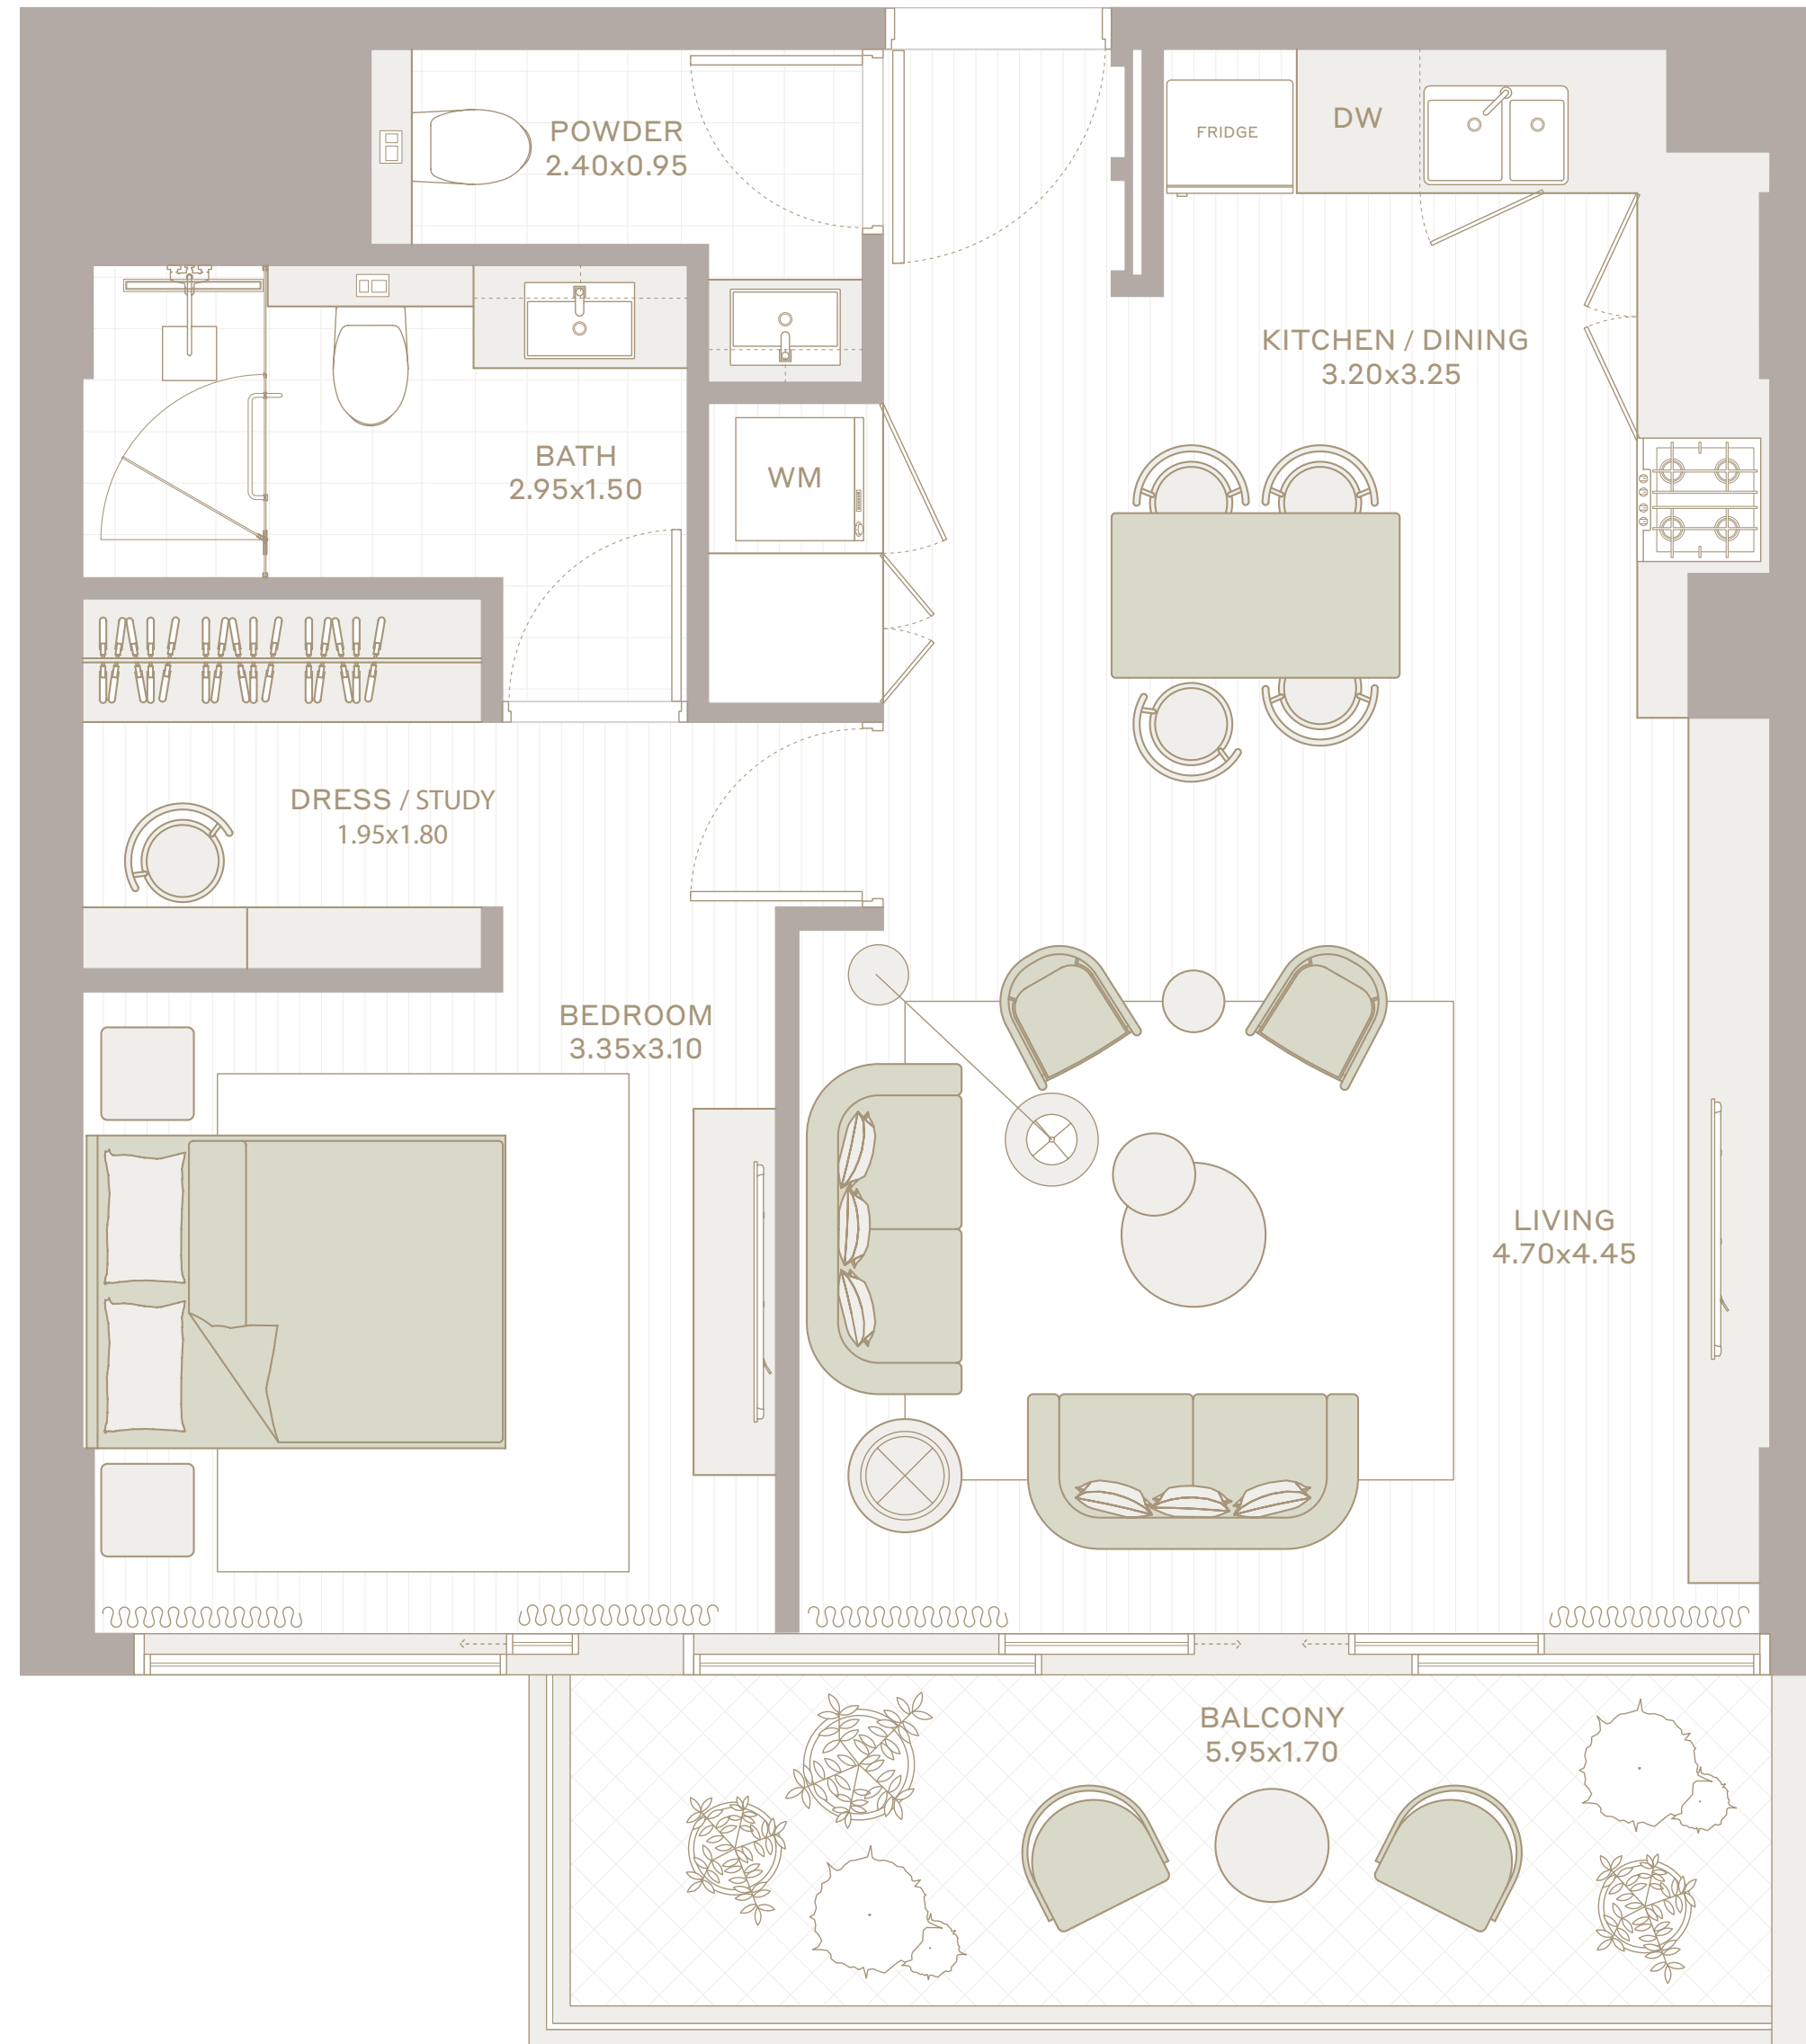 POWDER
2.40x0.95
FRIDGE
DW
KITCHEN / DINING
3.20x3.25
BATH
2.95x1.50
WM
DRESS / STUDY
1.95x1.80
BEDROOM
3.35x3.10
LIVING
4.70x4.45
BALCONY
5.95x1.70